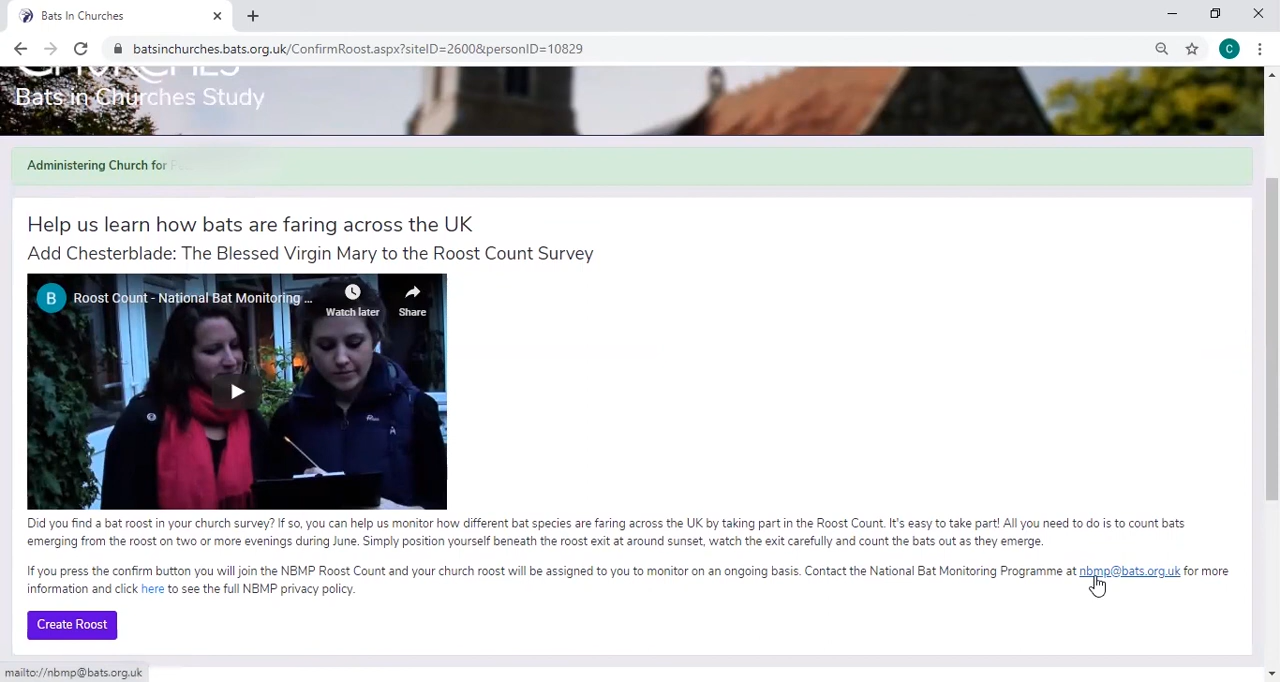 Bats In Churches
batsinchurches.bats.org.uk/ConfirmRoost.aspx?siteID=2600&personID=10829
C
CHURCHES
Bats in Churches Study
Administering Church for
Help us learn how bats are faring across the UK
Add Chesterblade: The Blessed Virgin Mary to the Roost Count Survey
B
Roost Count - National Bat Monitoring ...
Watch later
Share
Did you find a bat roost in your church survey? If so, you can help us monitor how different bat species are faring across the UK by taking part in the Roost Count. It's easy to take part! All you need to do is to count bats
emerging from the roost on two or more evenings during June. Simply position yourself beneath the roost exit at around sunset, watch the exit carefully and count the bats out as they emerge.
If you press the confirm button you will join the NBMP Roost Count and your church roost will be assigned to you to monitor on an ongoing basis. Contact the National Bat Monitoring Programme at nbmp@bats.org.uk for more
information and click here to see the full NBMP privacy policy.
Create Roost
mailto://nbmp@bats.org.uk